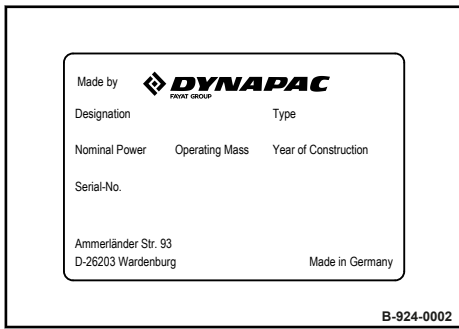 Made by DYNAPAC
FAYAT GROUP
Designation Type
Nominal Power Operating Mass Year of Construction
Serial-No.
Ammerländer Str. 93
D-26203 Wardenburg Made in Germany
B-924-0002